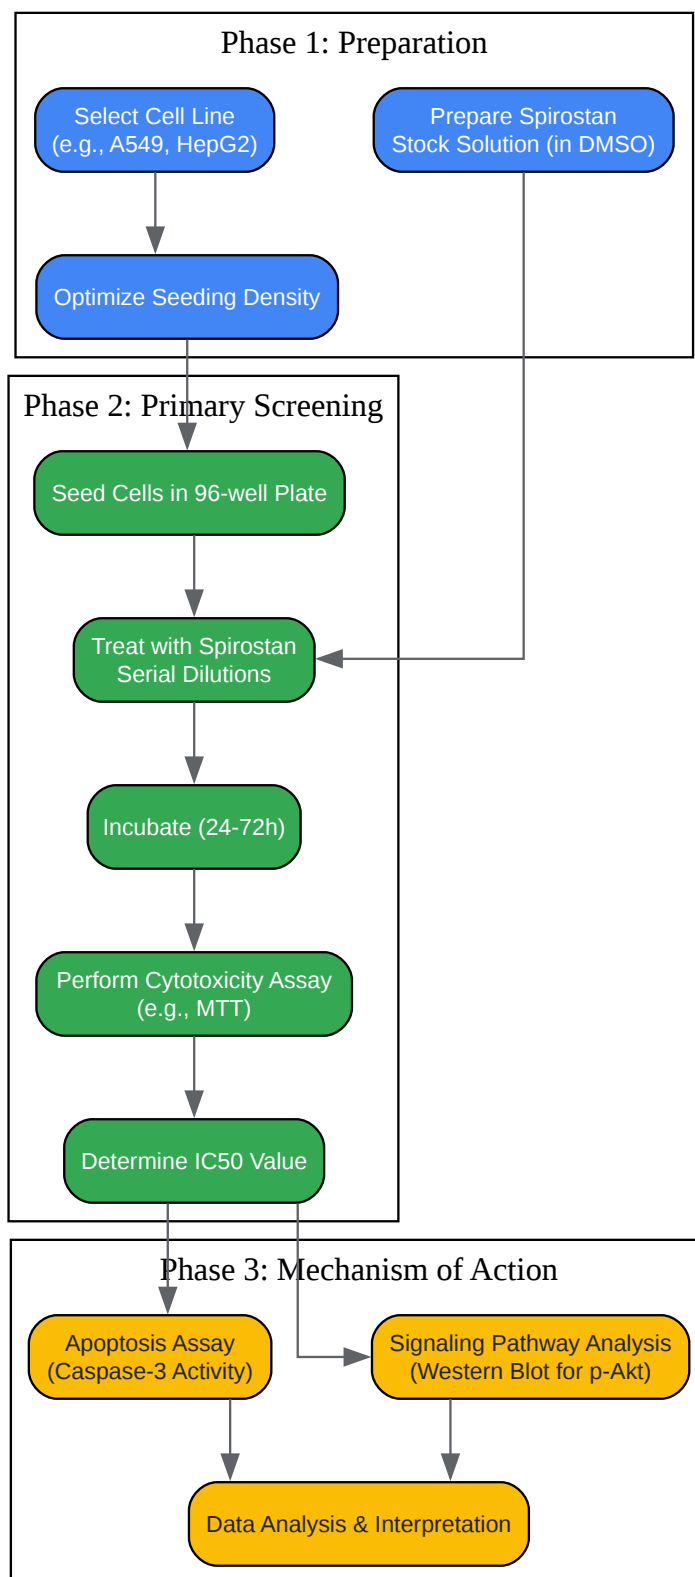 Phase 1: Preparation
Select Cell Line
(e.g., A549, HepG2)
Prepare Spirostan
Stock Solution (in DMSO)
Optimize Seeding Density
Phase 2: Primary Screening
Seed Cells in 96-well Plate
Treat with Spirostan
Serial Dilutions
Incubate (24-72h)
Perform Cytotoxicity Assay
(e.g., MTT)
Determine IC50 Value
Phase 3: Mechanism of Action
Apoptosis Assay
(Caspase-3 Activity)
Signaling Pathway Analysis
(Western Blot for p-Akt)
Data Analysis & Interpretation